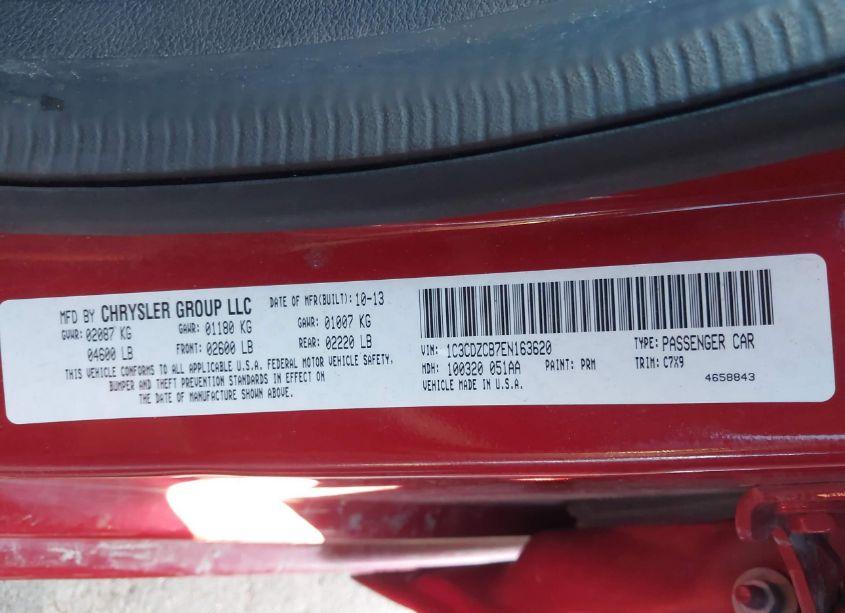 MFD BY CHRYSLER GROUP LLC DATE OF MFR(BUILT): 10-13
GVWR: 02087 KG GAWR: 01180 KG GAWR: 01007 KG
04600 LB FRONT: 02600 LB REAR: 02220 LB
THIS VEHICLE CONFORMS TO ALL APPLICABLE U.S.A. FEDERAL MOTOR VEHICLE SAFETY,
BUMPER AND THEFT PREVENTION STANDARDS IN EFFECT ON
THE DATE OF MANUFACTURE SHOWN ABOVE.
VIN: 1C3CDZCB7EN163620 TYPE: PASSENGER CAR
MDH: 100320 051AA PAINT: PRM TRIM: C7X9
VEHICLE MADE IN U.S.A. 4658843